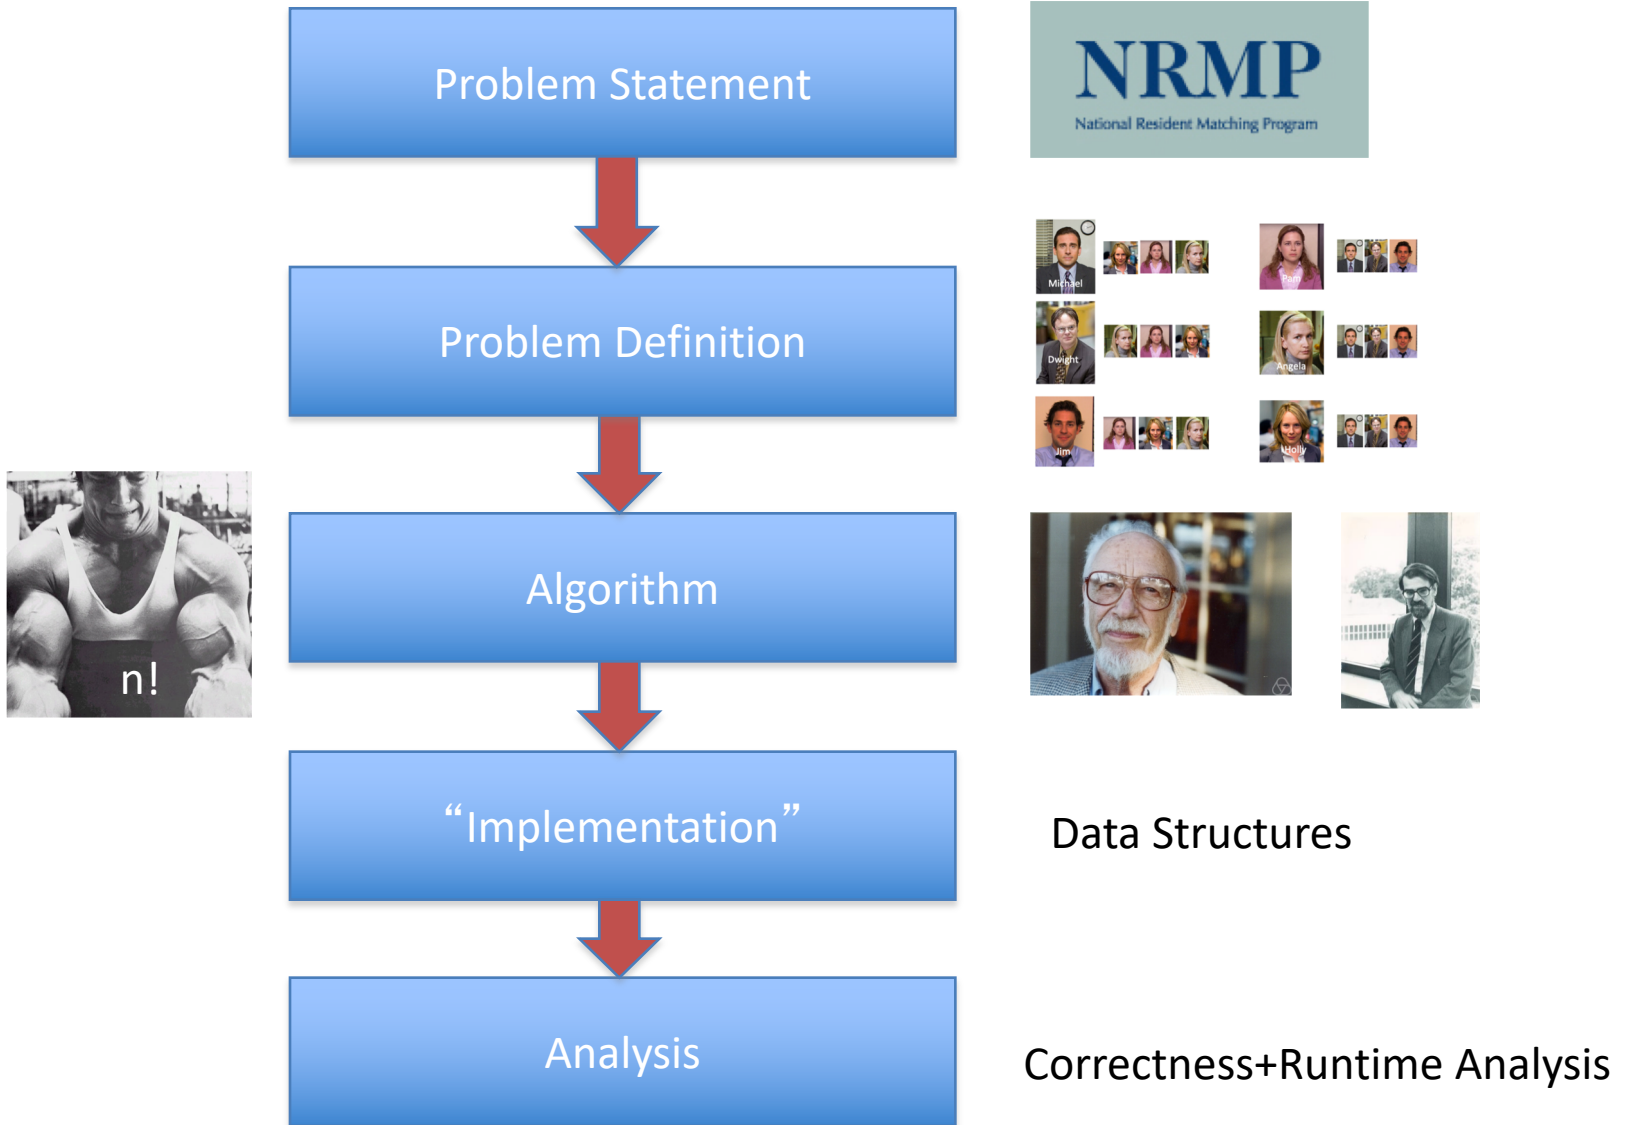 Problem Statement
NRMP
National Resident Matching Program
Problem Definition
Michael
Pam
Dwight
Angela
Jim
Holly
Algorithm
n!
“Implementation”
Data Structures
Analysis
Correctness+Runtime Analysis